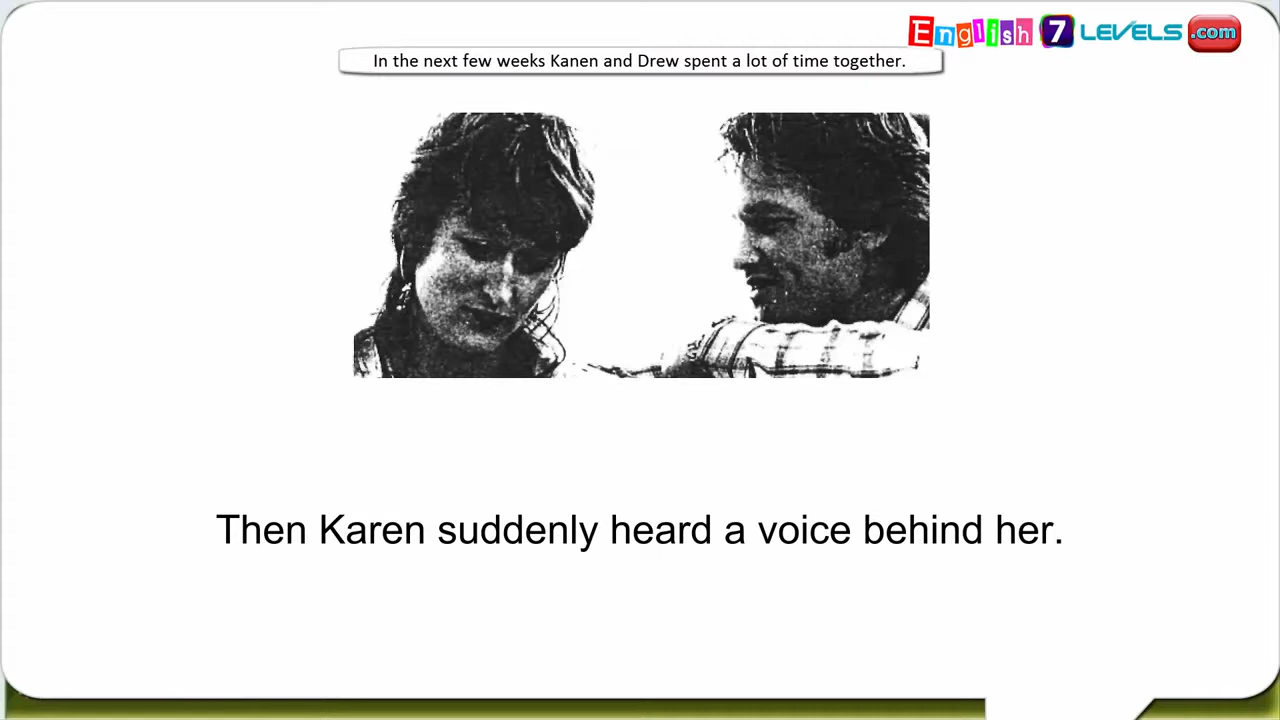 English 7 LEVELS .com
In the next few weeks Kanen and Drew spent a lot of time together.
Then Karen suddenly heard a voice behind her.